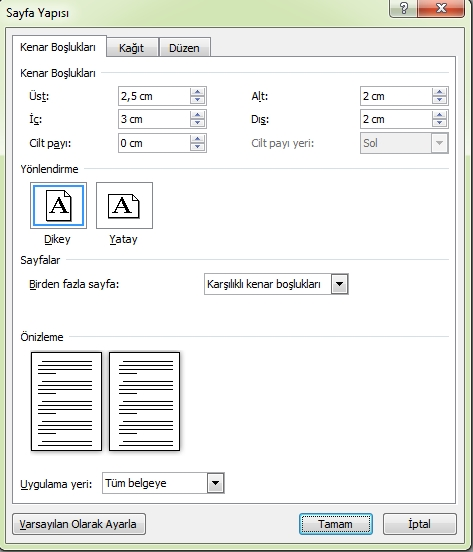 Sayfa Yapısı
Kenar Boşlukları Kağıt Düzen
Kenar Boşlukları
Üst: 2,5 cm Alt: 2 cm
İç: 3 cm Dış: 2 cm
Cilt payı: 0 cm Cilt payı yeri: Sol
Yönlendirme
A A
Dikey Yatay
Sayfalar
Birden fazla sayfa: Karşılıklı kenar boşlukları
Önizleme
Uygulama yeri: Tüm belgeye
Varsayılan Olarak Ayarla Tamam İptal